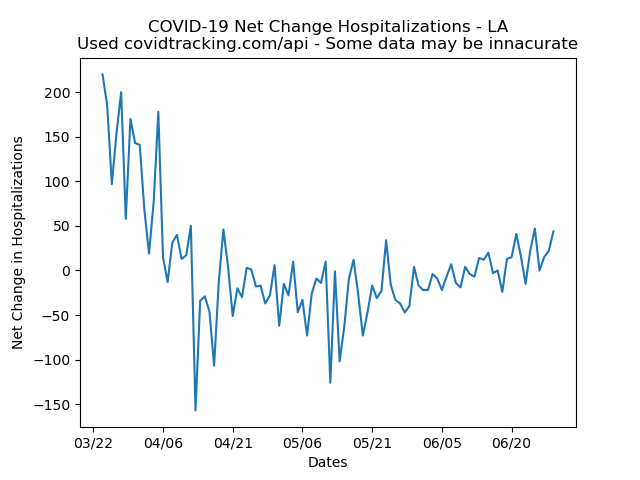 COVID-19 Net Change Hospitalizations - LA
Used covidtracking.com/api - Some data may be innacurate
Net Change in Hospitalizations
200
150
100
50
0
−50
−100
−150
03/22 04/06 04/21 05/06 05/21 06/05 06/20
Dates